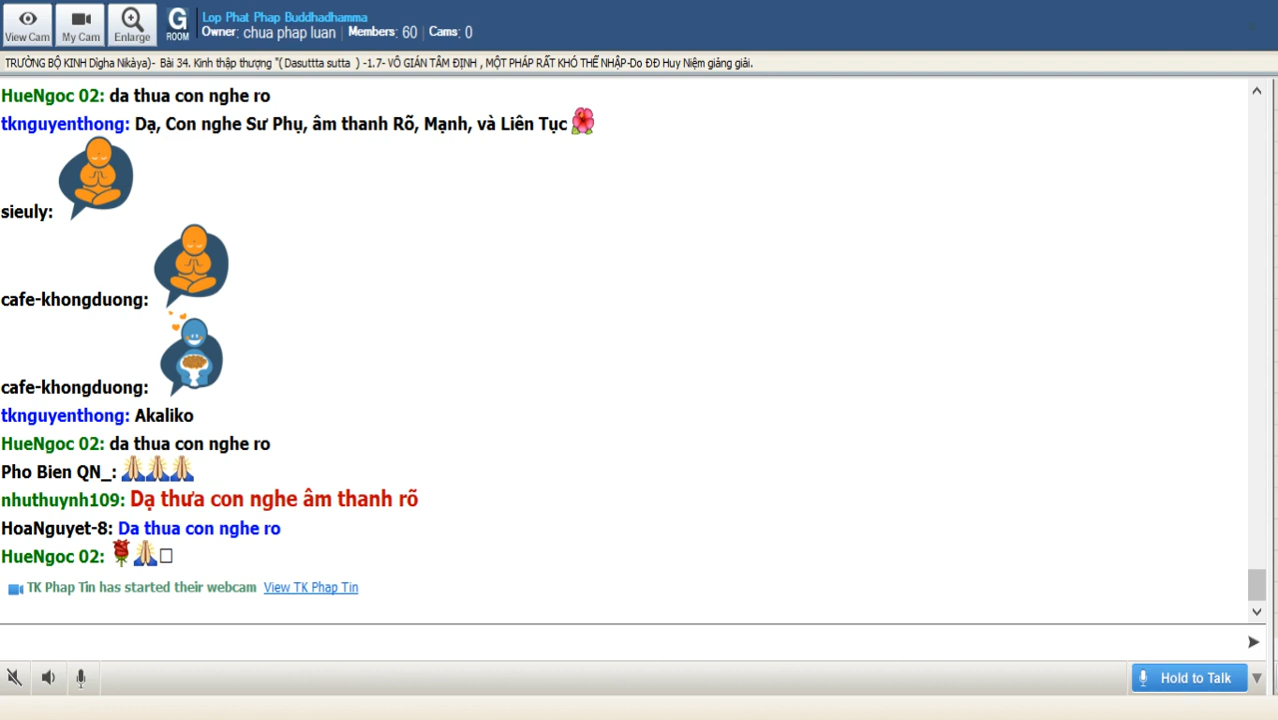 View Cam
My Cam
Enlarge
G
ROOM
Lop Phat Phap Buddhadhamma
Owner: chua phap luan | Members: 60 | Cams: 0
TRƯỜNG BỘ KINH Dìgha Nikàya)- Bài 34. Kinh thập thượng "( Dasuttta sutta ) -1.7- VÔ GIÁN TÂM ĐỊNH , MỘT PHÁP RẤT KHÓ THỂ NHẬP-Do ĐĐ Huy Niệm giảng giải.
HueNgoc 02: da thua con nghe ro
tknguyenthong: Dạ, Con nghe Sư Phụ, âm thanh Rõ, Mạnh, và Liên Tục 🌺
sieuly:
cafe-khongduong:
cafe-khongduong:
tknguyenthong: Akaliko
HueNgoc 02: da thua con nghe ro
Pho Bien QN_: 🙏🙏🙏
nhuthuynh109: Dạ thưa con nghe âm thanh rõ
HoaNguyet-8: Da thua con nghe ro
HueNgoc 02: 🌹🙏□
TK Phap Tin has started their webcam View TK Phap Tin
Hold to Talk